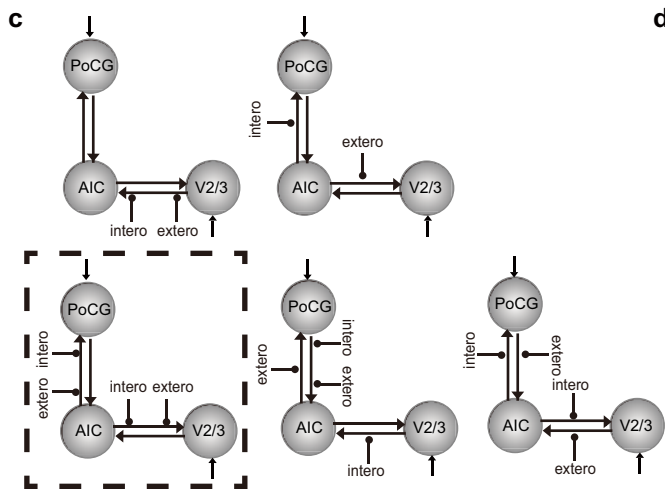 c
d
PoCG
PoCG
intero
extero
AIC
V2/3
AIC
V2/3
intero
extero
PoCG
PoCG
PoCG
intero
extero
intero
extero
AIC
V2/3
extero
intero
extero
AIC
V2/3
intero
intero
extero
intero
AIC
V2/3
extero